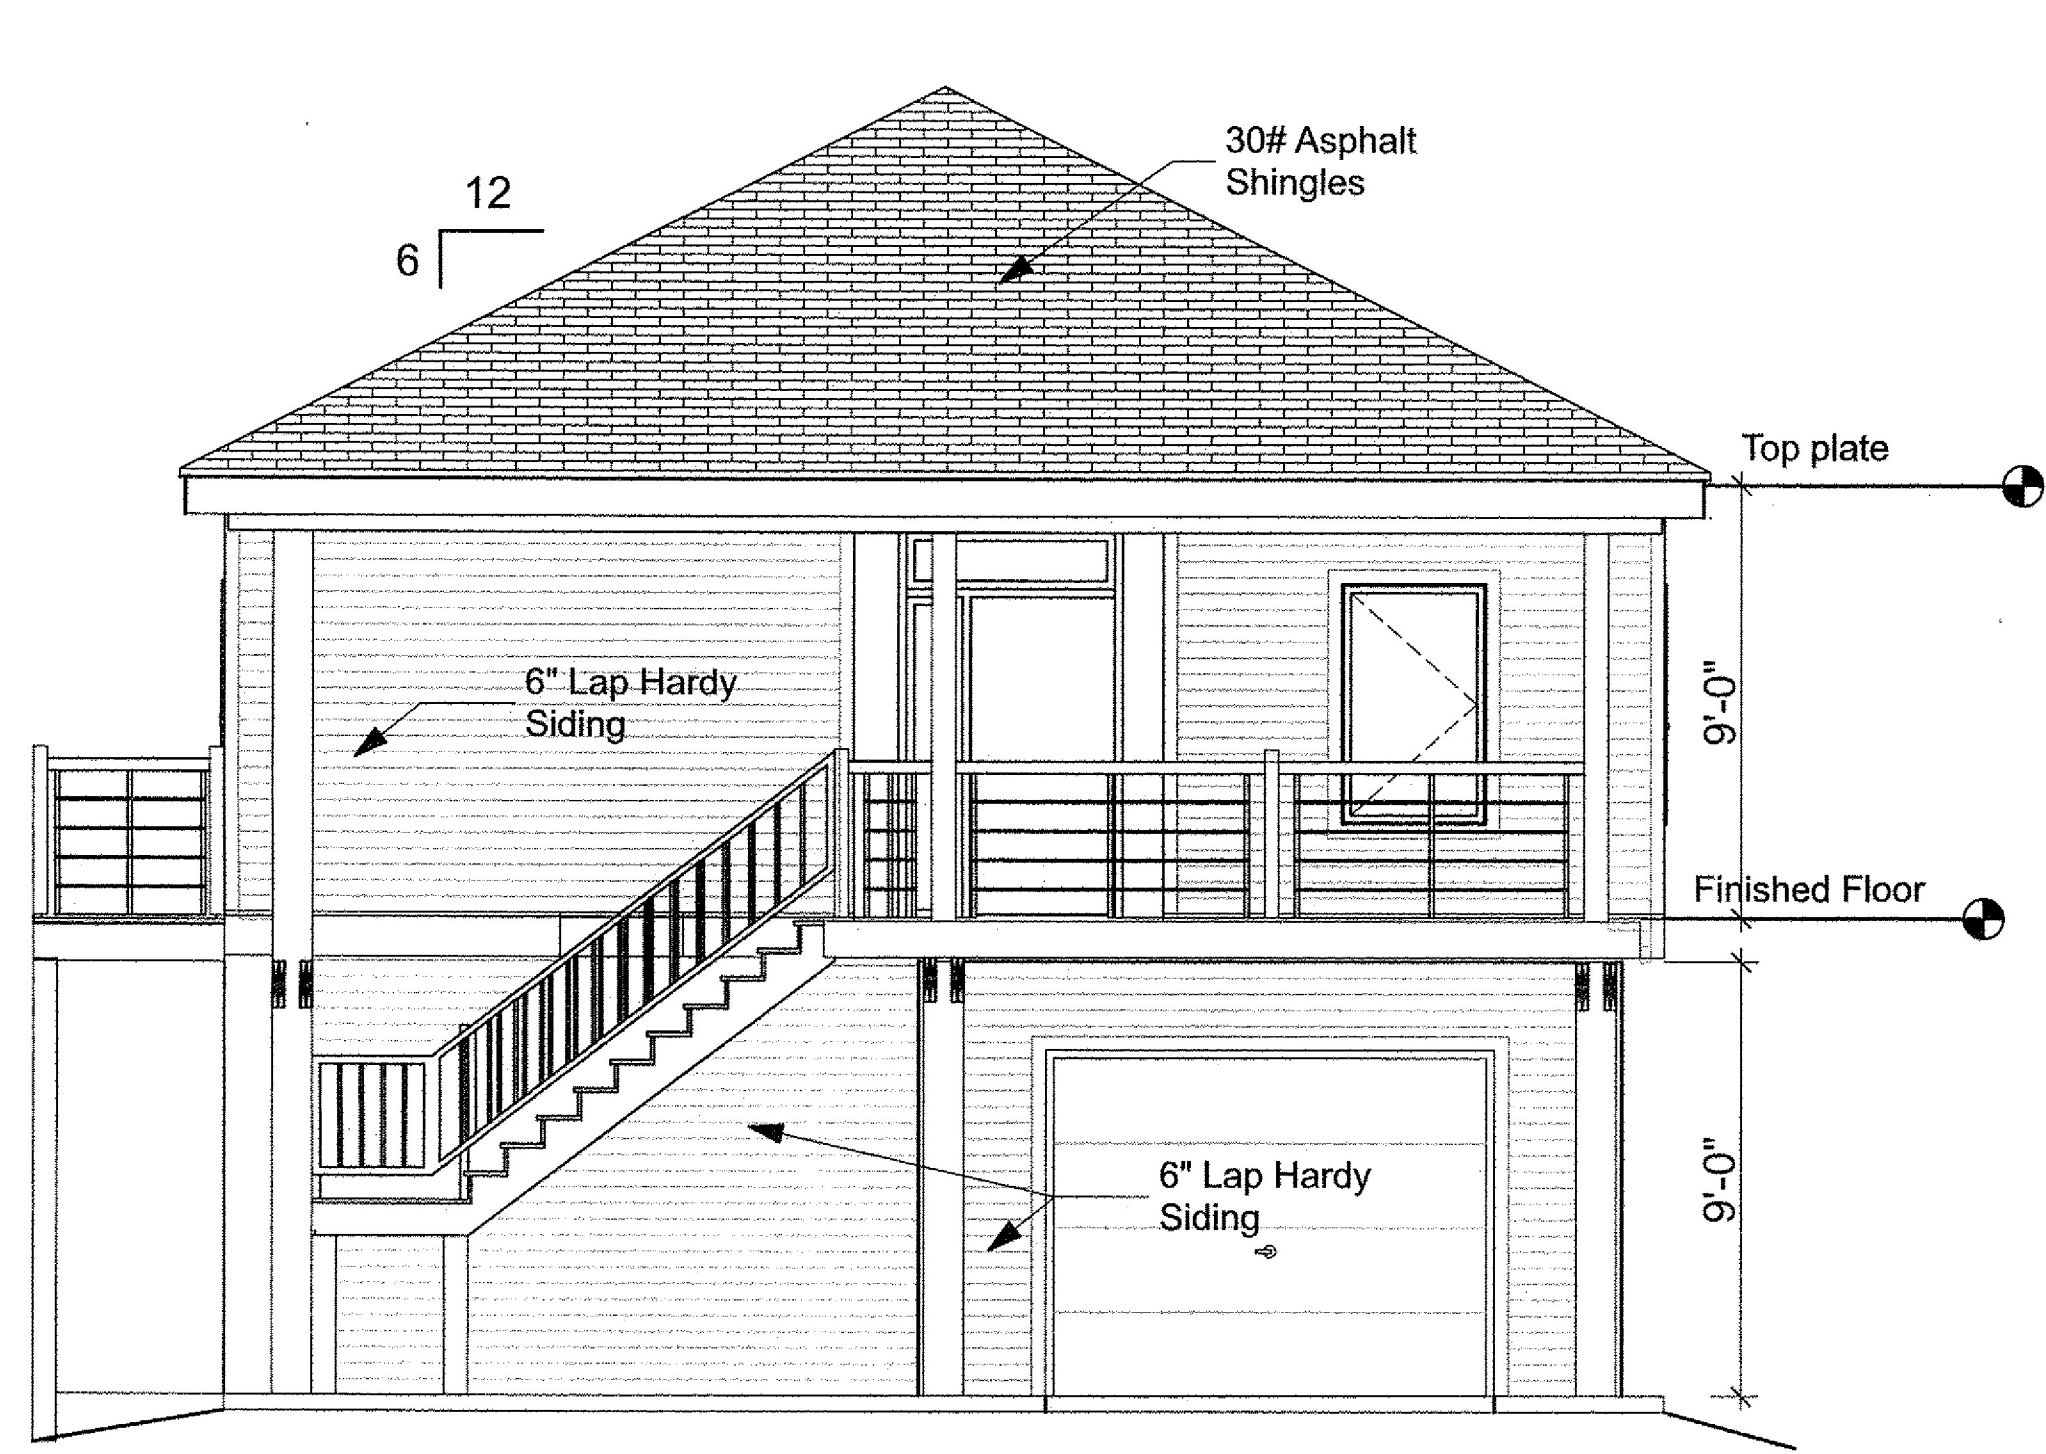 30# Asphalt
Shingles
12
6
Top plate
6" Lap Hardy
Siding
9'-0"
Finished Floor
6" Lap Hardy
Siding
9'-0"